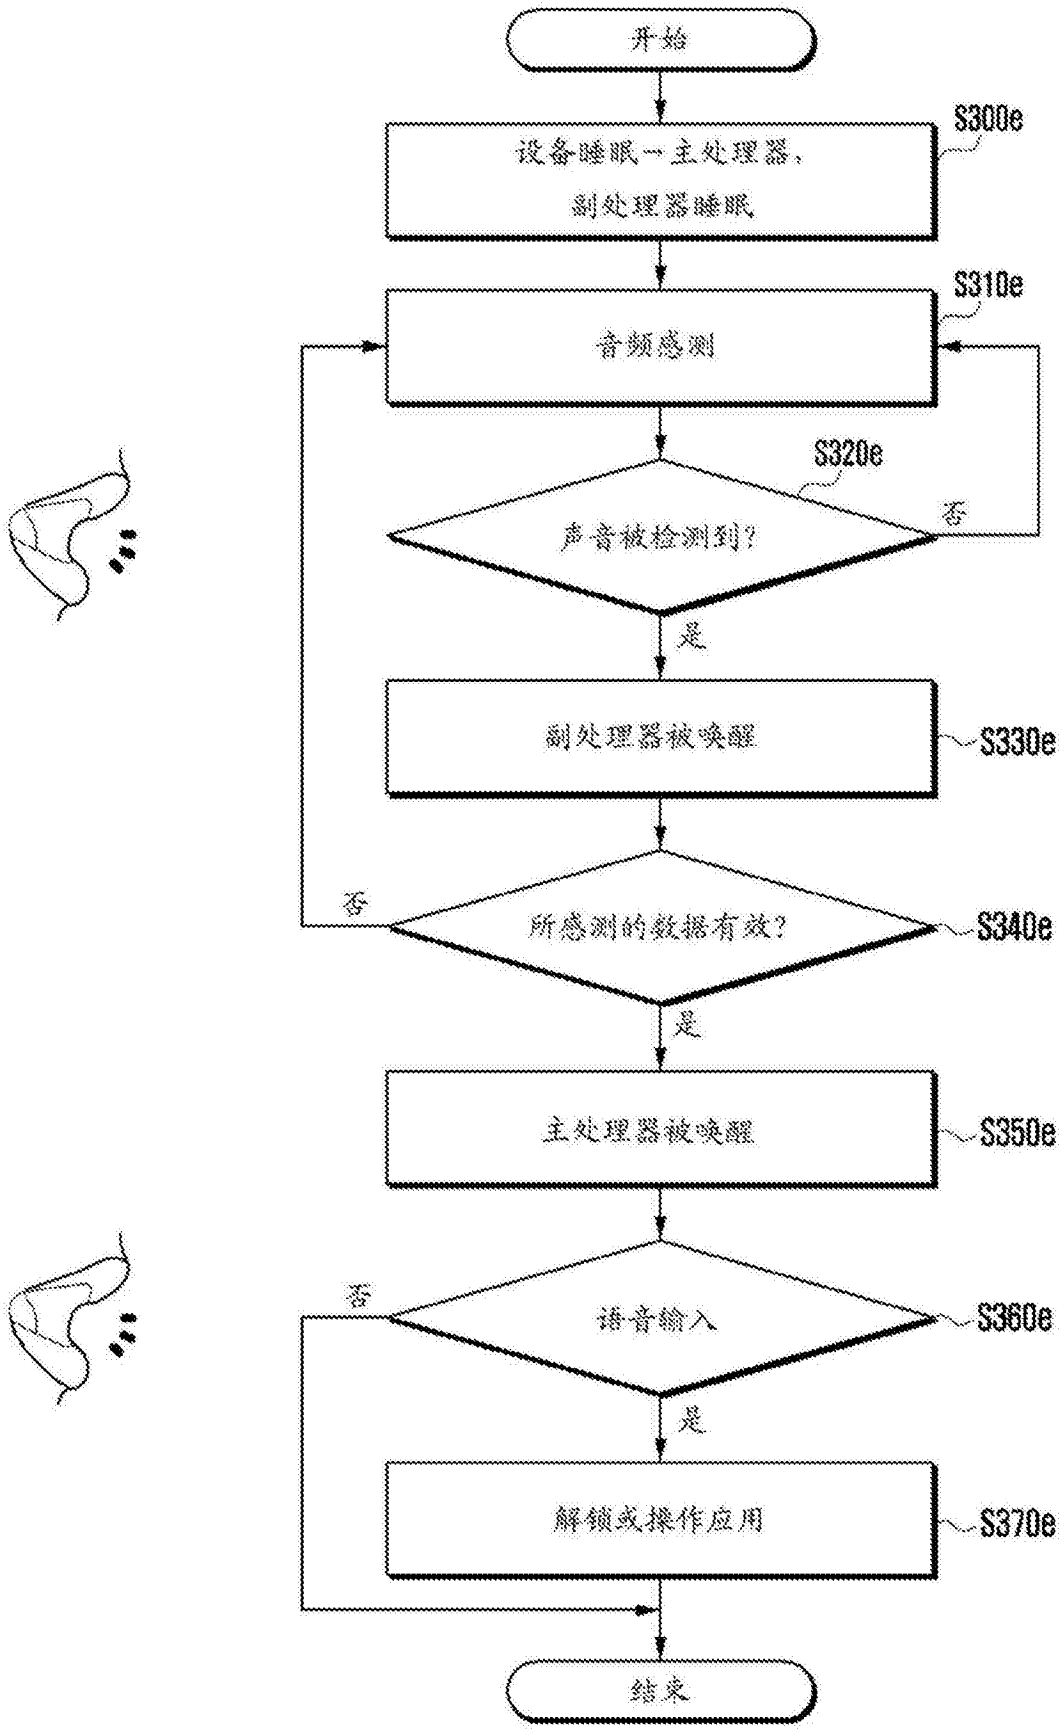 开始
S300e
设备睡眠→主处理器,
副处理器睡眠
S310e
音频感测
S320e
声音被检测到?
否
是
副处理器被唤醒
S330e
否
所感测的数据有效?
S340e
是
主处理器被唤醒
S350e
否
语音输入
S360e
是
解锁或操作应用
S370e
结束